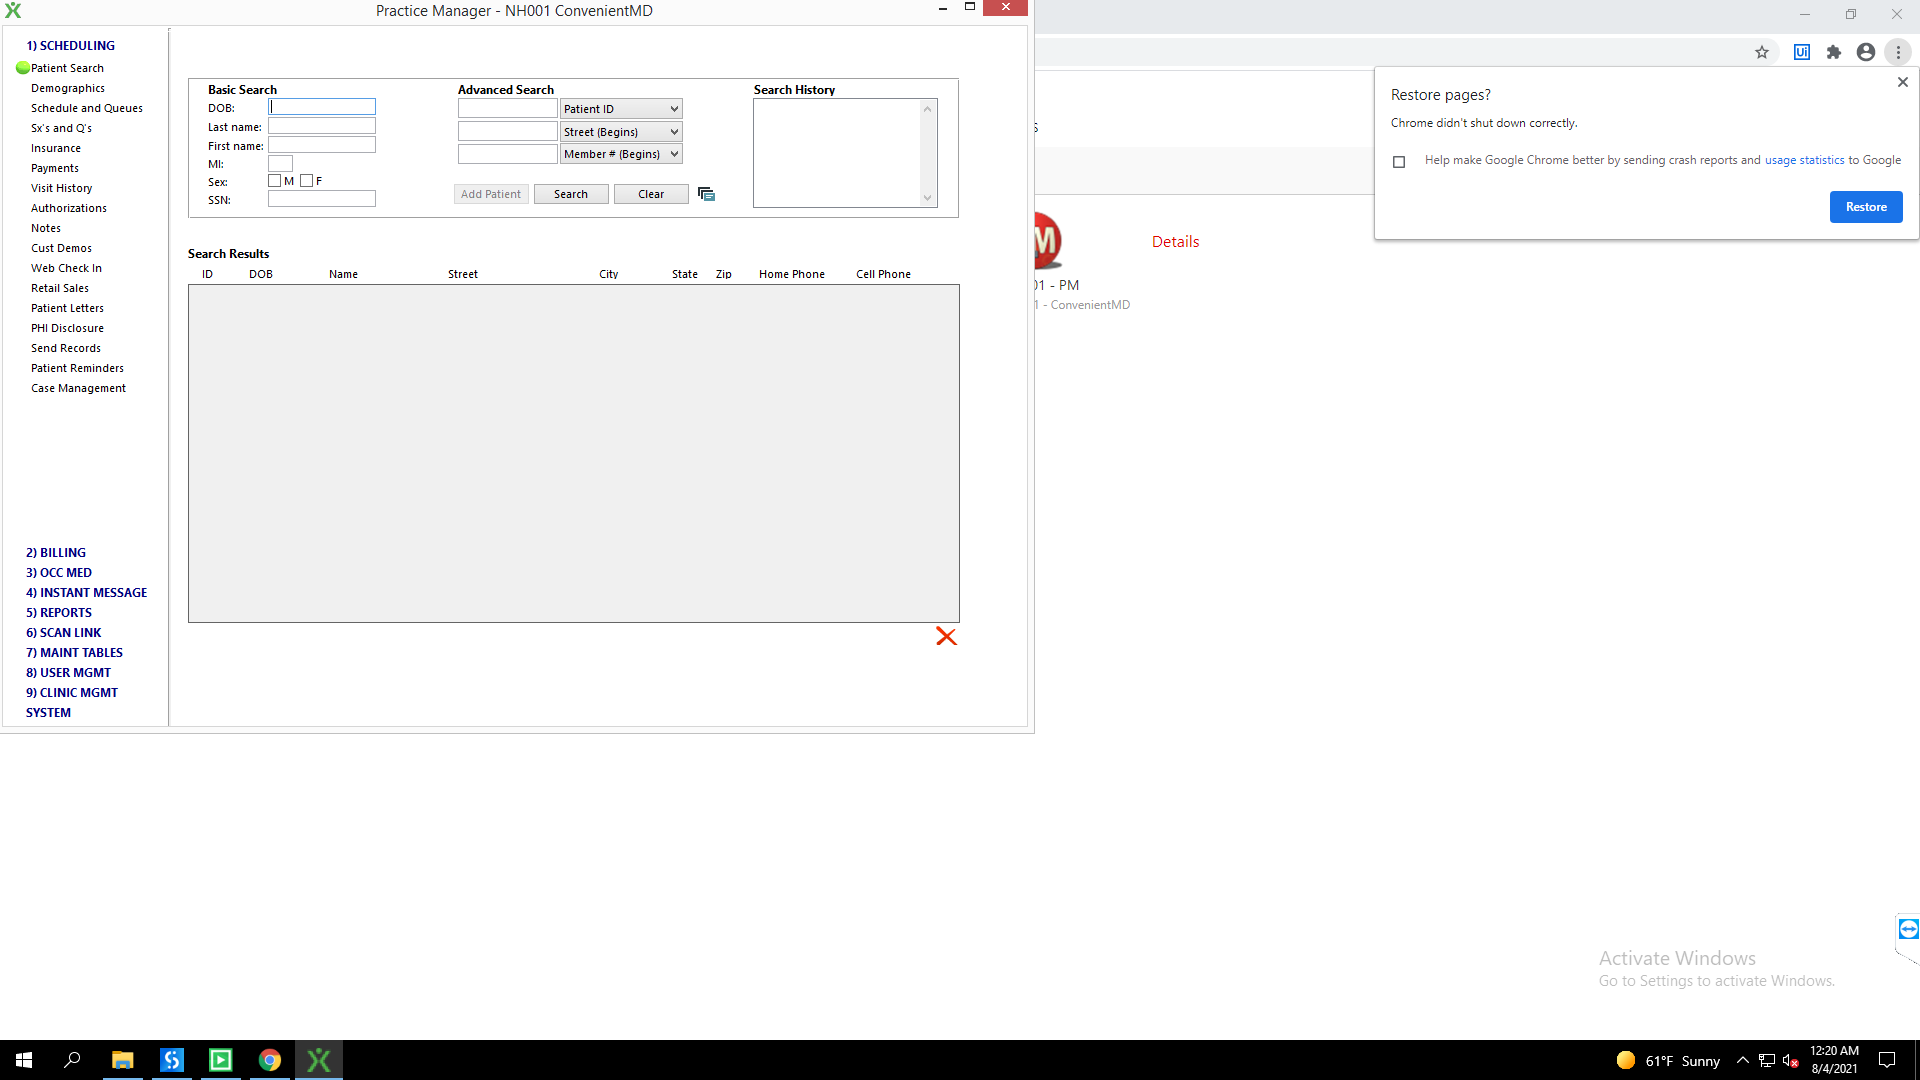 Practice Manager - NH001 ConvenientMD
1) SCHEDULING
Patient Search
Demographics
Schedule and Queues
Sx's and Q's
Insurance
Payments
Visit History
Authorizations
Notes
Cust Demos
Web Check In
Retail Sales
Patient Letters
PHI Disclosure
Send Records
Patient Reminders
Case Management
2) BILLING
3) OCC MED
4) INSTANT MESSAGE
5) REPORTS
6) SCAN LINK
7) MAINT TABLES
8) USER MGMT
9) CLINIC MGMT
SYSTEM
Basic Search
DOB:
Last name:
First name:
MI:
Sex: M F
SSN:
Advanced Search
Patient ID
Street (Begins)
Member # (Begins)
Add Patient Search Clear
Search History
Search Results
ID DOB Name Street City State Zip Home Phone Cell Phone
Ui
Restore pages?
Chrome didn't shut down correctly.
Help make Google Chrome better by sending crash reports and usage statistics to Google
Restore
M
Details
01 - PM
1 - ConvenientMD
Activate Windows
Go to Settings to activate Windows.
61°F Sunny
12:20 AM
8/4/2021